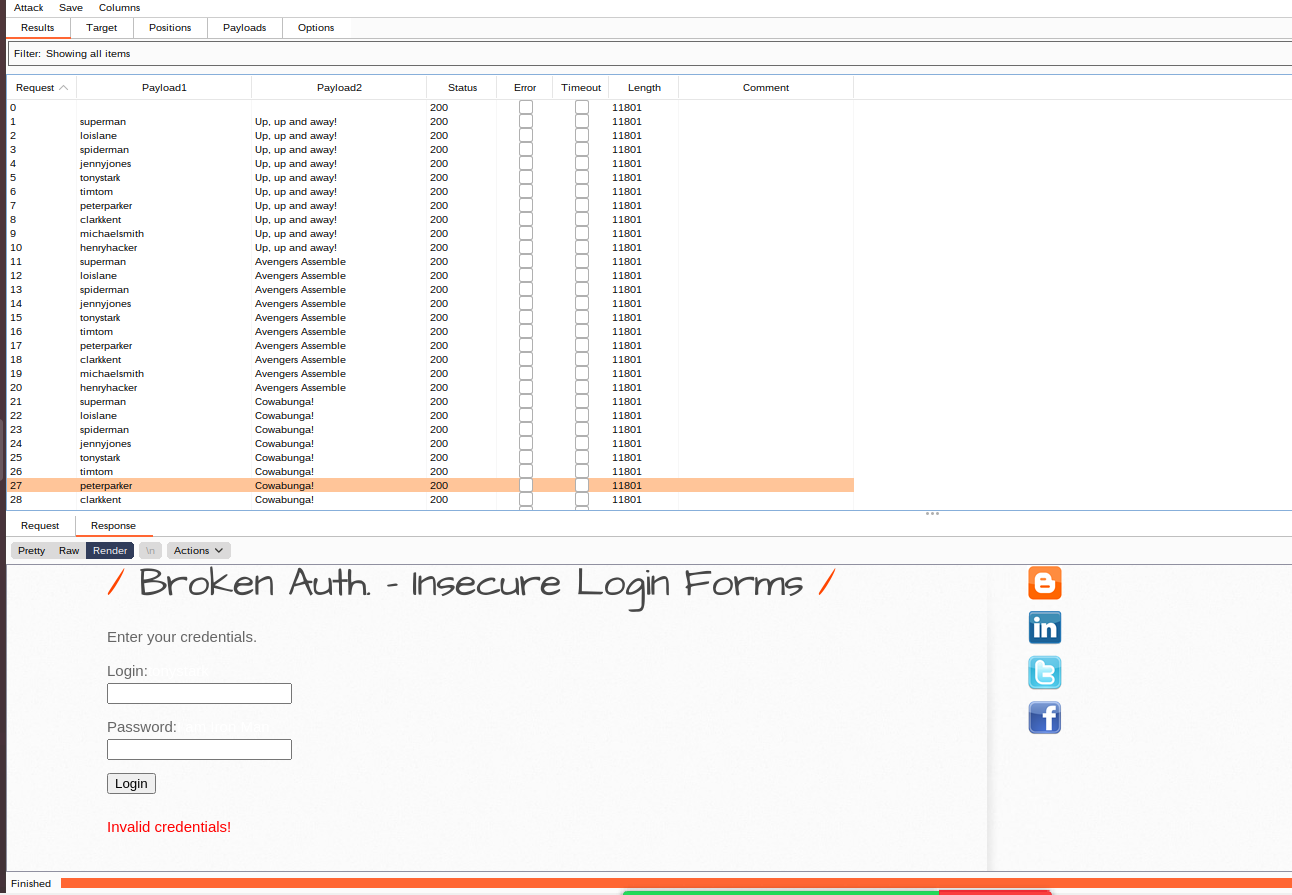 Attack Save Columns
Results Target Positions Payloads Options
Filter: Showing all items
Request Payload1 Payload2 Status Error Timeout Length Comment
0 200 11801
1 superman Up, up and away! 200 11801
2 loislane Up, up and away! 200 11801
3 spiderman Up, up and away! 200 11801
4 jennyjones Up, up and away! 200 11801
5 tonystark Up, up and away! 200 11801
6 timtom Up, up and away! 200 11801
7 peterparker Up, up and away! 200 11801
8 clarkkent Up, up and away! 200 11801
9 michaelsmith Up, up and away! 200 11801
10 henryhacker Up, up and away! 200 11801
11 superman Avengers Assemble 200 11801
12 loislane Avengers Assemble 200 11801
13 spiderman Avengers Assemble 200 11801
14 jennyjones Avengers Assemble 200 11801
15 tonystark Avengers Assemble 200 11801
16 timtom Avengers Assemble 200 11801
17 peterparker Avengers Assemble 200 11801
18 clarkkent Avengers Assemble 200 11801
19 michaelsmith Avengers Assemble 200 11801
20 henryhacker Avengers Assemble 200 11801
21 superman Cowabunga! 200 11801
22 loislane Cowabunga! 200 11801
23 spiderman Cowabunga! 200 11801
24 jennyjones Cowabunga! 200 11801
25 tonystark Cowabunga! 200 11801
26 timtom Cowabunga! 200 11801
27 peterparker Cowabunga! 200 11801
28 clarkkent Cowabunga! 200 11801
Request Response
Pretty Raw Render \n Actions
/ Broken Auth. - Insecure Login Forms /
Enter your credentials.
Login:
Password:
Login
Invalid credentials!
in
f
Finished